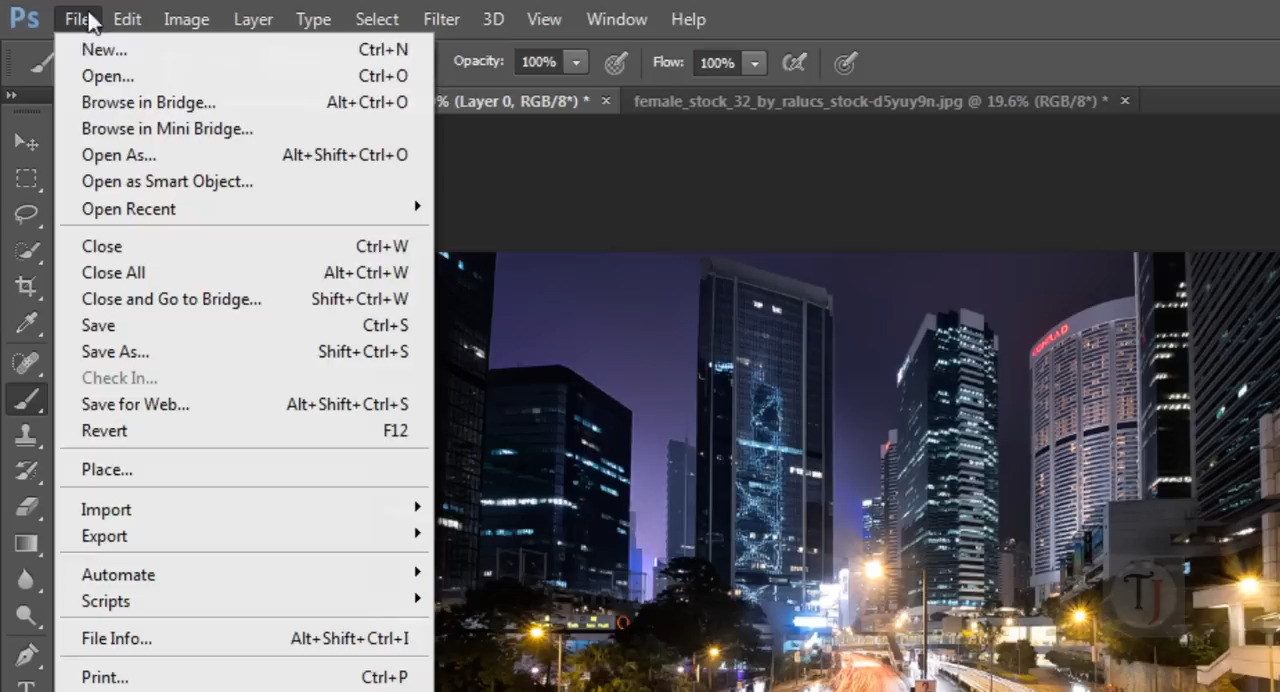 Ps File Edit Image Layer Type Select Filter 3D View Window Help
Opacity: 100% Flow: 100%
% (Layer 0, RGB/8*) * × female_stock_32_by_ralucs_stock-d5yuy9n.jpg @ 19.6% (RGB/8*) * ×
New... Ctrl+N
Open... Ctrl+O
Browse in Bridge... Alt+Ctrl+O
Browse in Mini Bridge...
Open As... Alt+Shift+Ctrl+O
Open as Smart Object...
Open Recent
Close Ctrl+W
Close All Alt+Ctrl+W
Close and Go to Bridge... Shift+Ctrl+W
Save Ctrl+S
Save As... Shift+Ctrl+S
Check In...
Save for Web... Alt+Shift+Ctrl+S
Revert F12
Place...
Import
Export
Automate
Scripts
File Info... Alt+Shift+Ctrl+I
Print... Ctrl+P
CONRAD
TJ